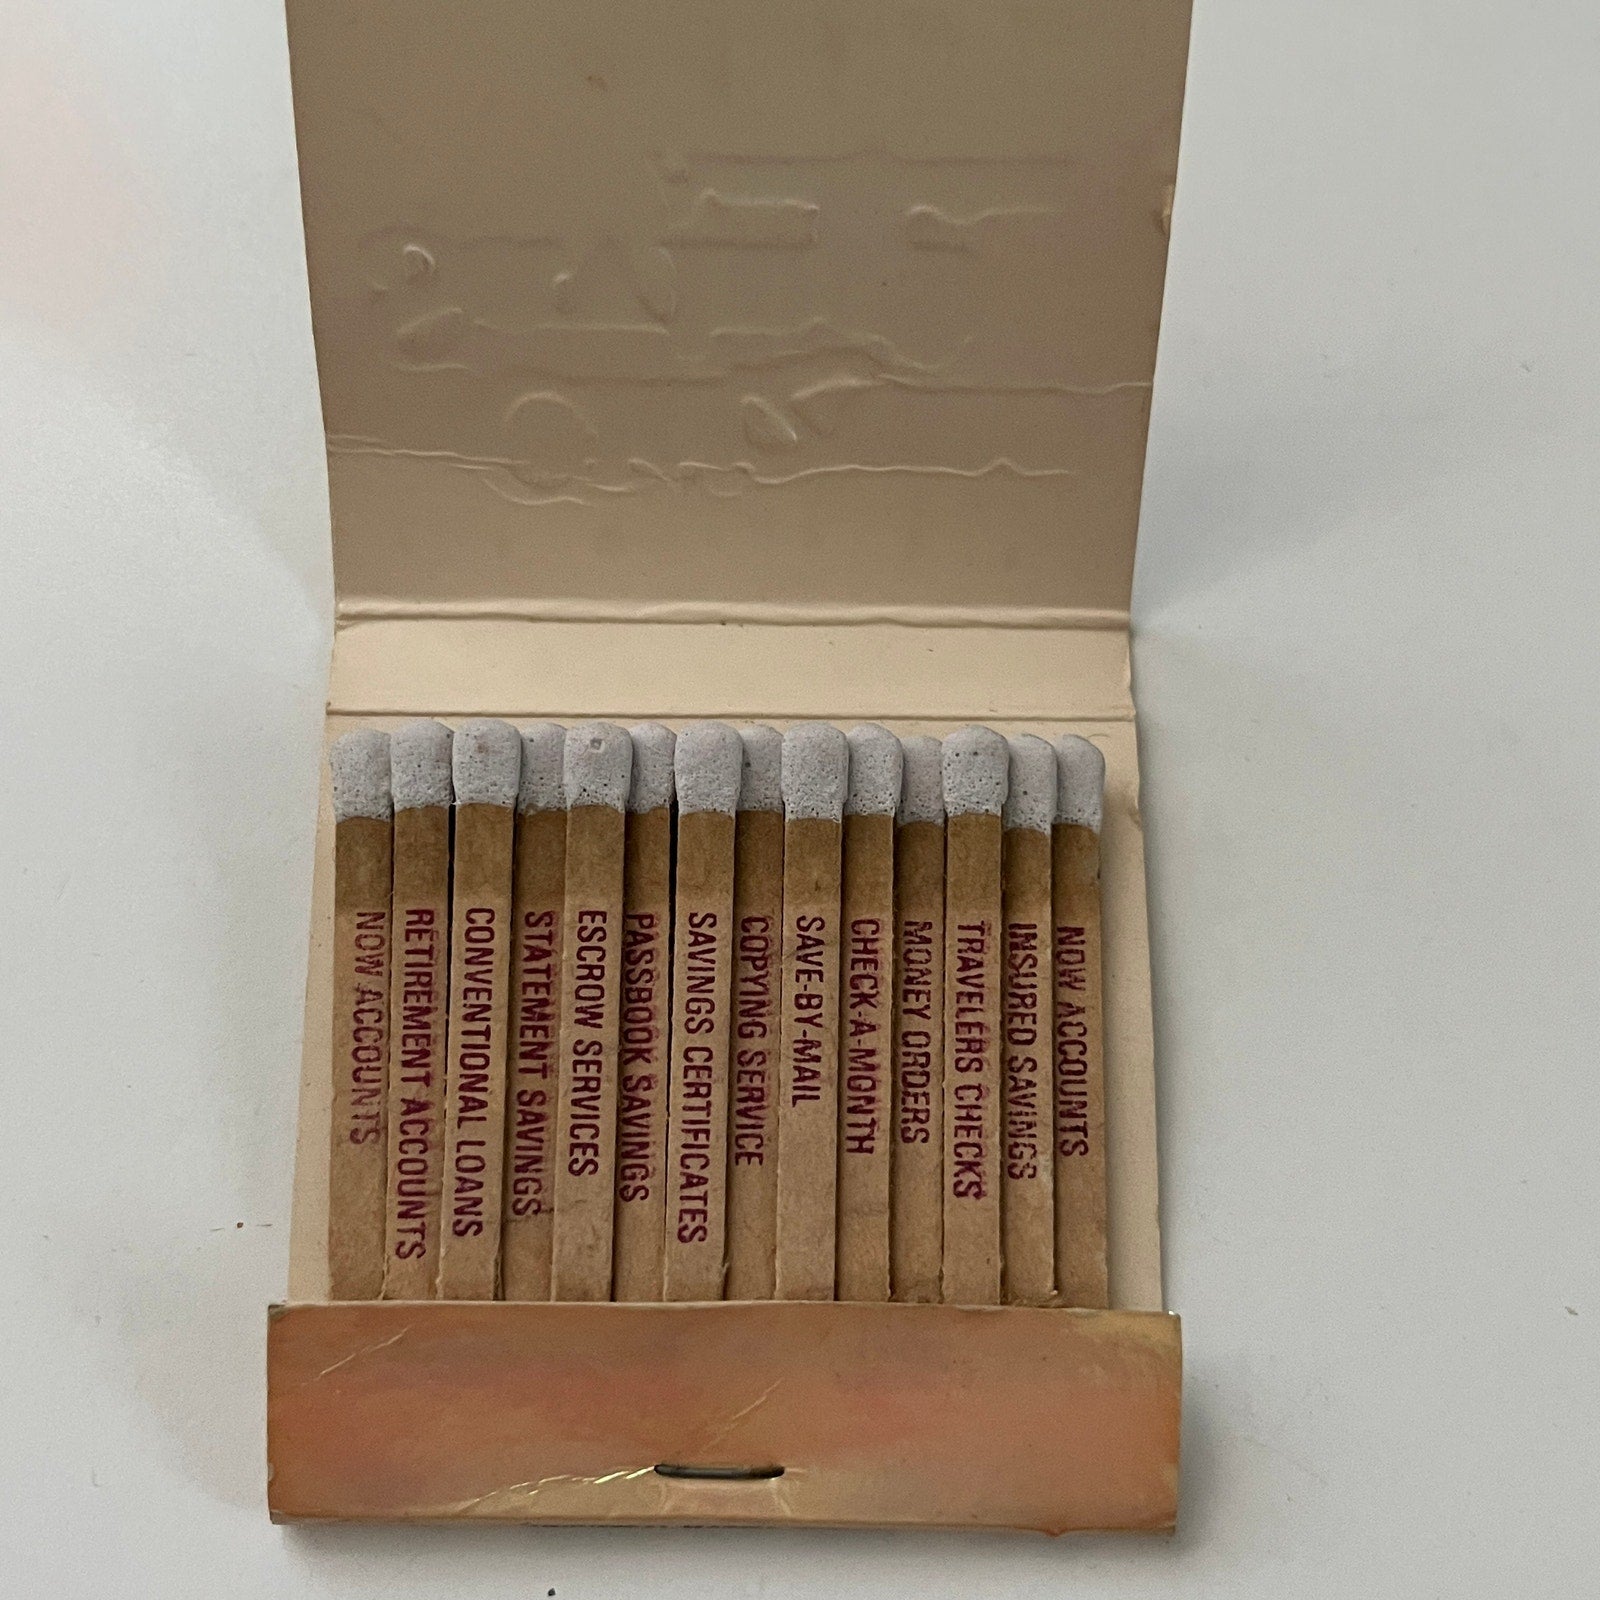 NOW ACCOUNTS
RETIREMENT ACCOUNTS
CONVENTIONAL LOANS
STATEMENT SAVINGS
ESCROW SERVICES
PASSBOOK SAVINGS
SAVINGS CERTIFICATES
COPYING SERVICE
SAVE-BY-MAIL
CHECK-A-MONTH
MONEY ORDERS
TRAVELERS CHECKS
INSURED SAVINGS
NOW ACCOUNTS